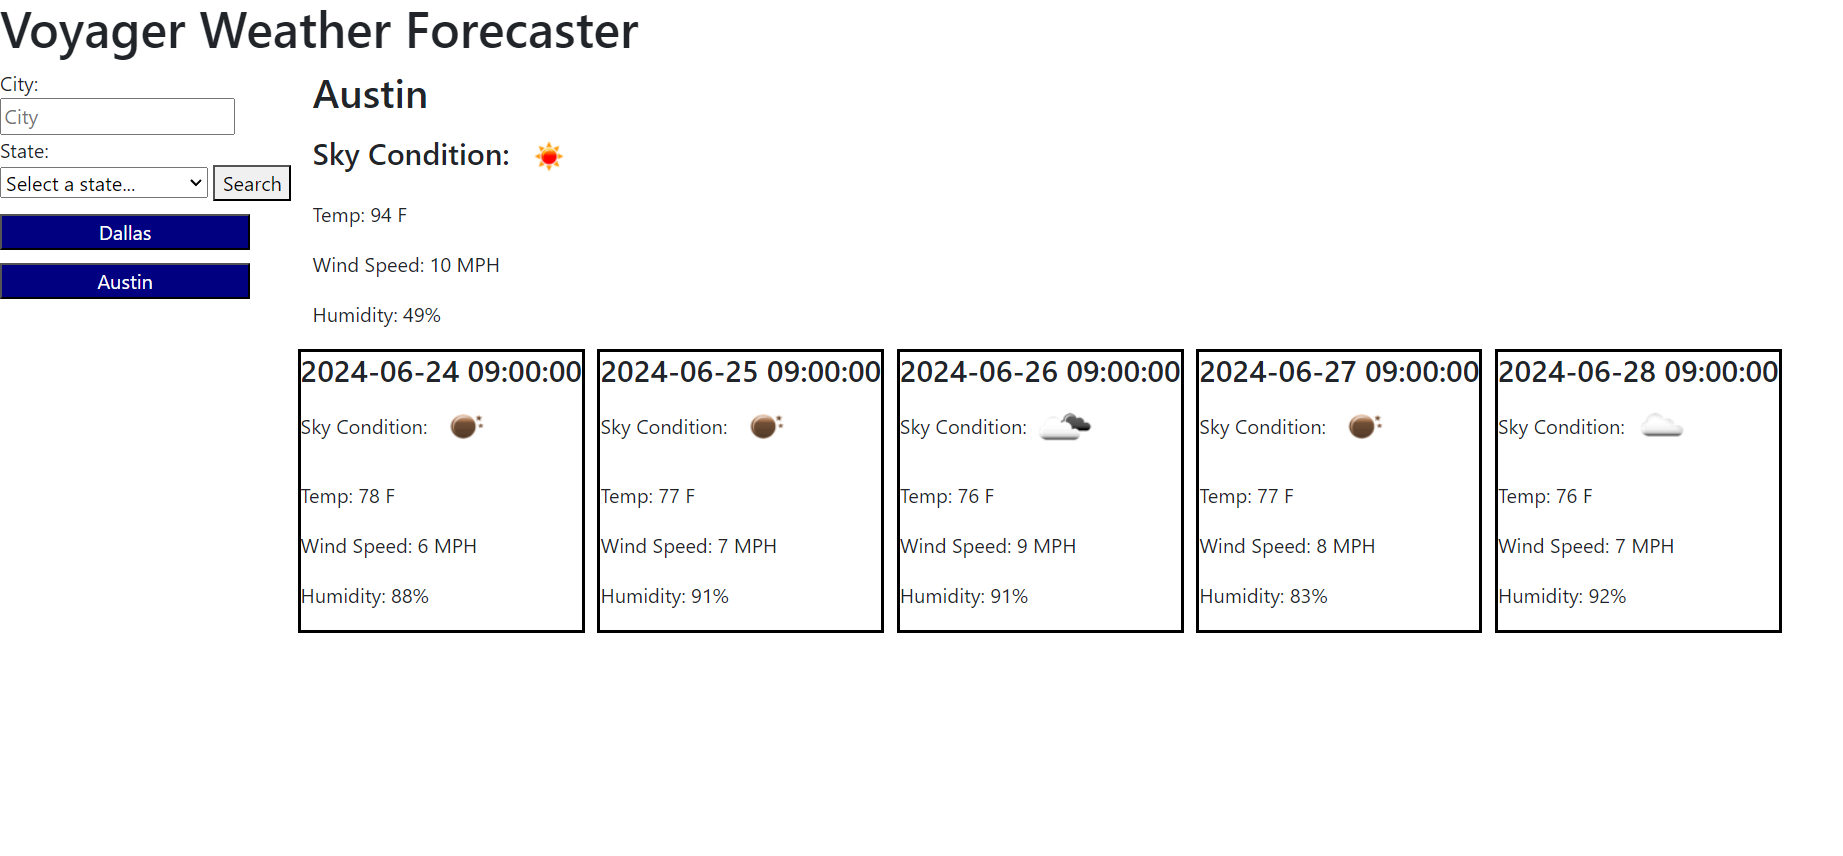 Voyager Weather Forecaster
City:
City
State:
Select a state...
Search
Dallas
Austin
Austin
Sky Condition:
Temp: 94 F
Wind Speed: 10 MPH
Humidity: 49%
2024-06-24 09:00:00
Sky Condition:
Temp: 78 F
Wind Speed: 6 MPH
Humidity: 88%
2024-06-25 09:00:00
Sky Condition:
Temp: 77 F
Wind Speed: 7 MPH
Humidity: 91%
2024-06-26 09:00:00
Sky Condition:
Temp: 76 F
Wind Speed: 9 MPH
Humidity: 91%
2024-06-27 09:00:00
Sky Condition:
Temp: 77 F
Wind Speed: 8 MPH
Humidity: 83%
2024-06-28 09:00:00
Sky Condition:
Temp: 76 F
Wind Speed: 7 MPH
Humidity: 92%